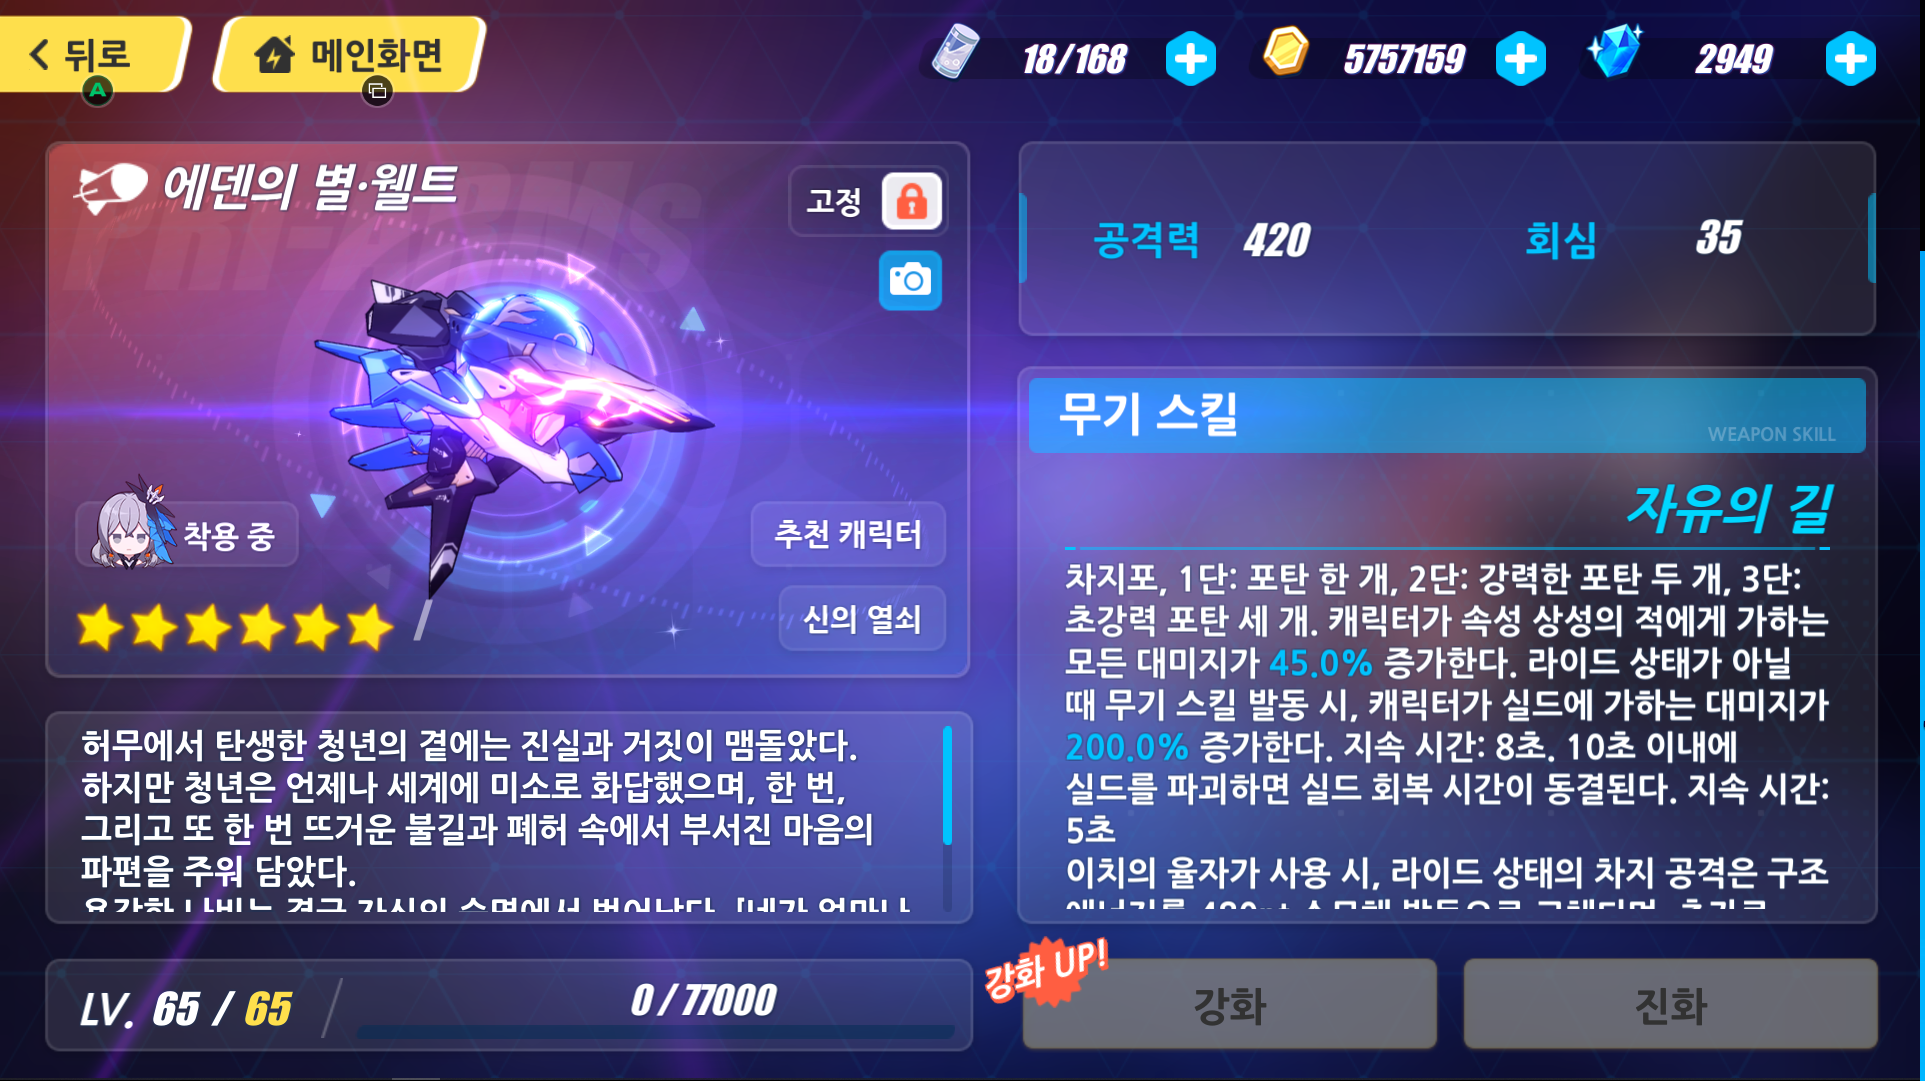 뒤로
A
메인화면
18/168
5757159
2949
PRI-ARMs
에덴의 별·웰트
고정
착용 중
추천 캐릭터
신의 열쇠
허무에서 탄생한 청년의 곁에는 진실과 거짓이 맴돌았다.
하지만 청년은 언제나 세계에 미소로 화답했으며, 한 번,
그리고 또 한 번 뜨거운 불길과 폐허 속에서 부서진 마음의
파편을 주워 담았다.
LV. 65 / 65
0 / 77000
공격력 420
회심 35
무기 스킬
WEAPON SKILL
자유의 길
차지포, 1단: 포탄 한 개, 2단: 강력한 포탄 두 개, 3단:
초강력 포탄 세 개. 캐릭터가 속성 상성의 적에게 가하는
모든 대미지가 45.0% 증가한다. 라이드 상태가 아닐
때 무기 스킬 발동 시, 캐릭터가 실드에 가하는 대미지가
200.0% 증가한다. 지속 시간: 8초. 10초 이내에
실드를 파괴하면 실드 회복 시간이 동결된다. 지속 시간:
5초
이치의 율자가 사용 시, 라이드 상태의 차지 공격은 구조
강화 UP!
강화
진화